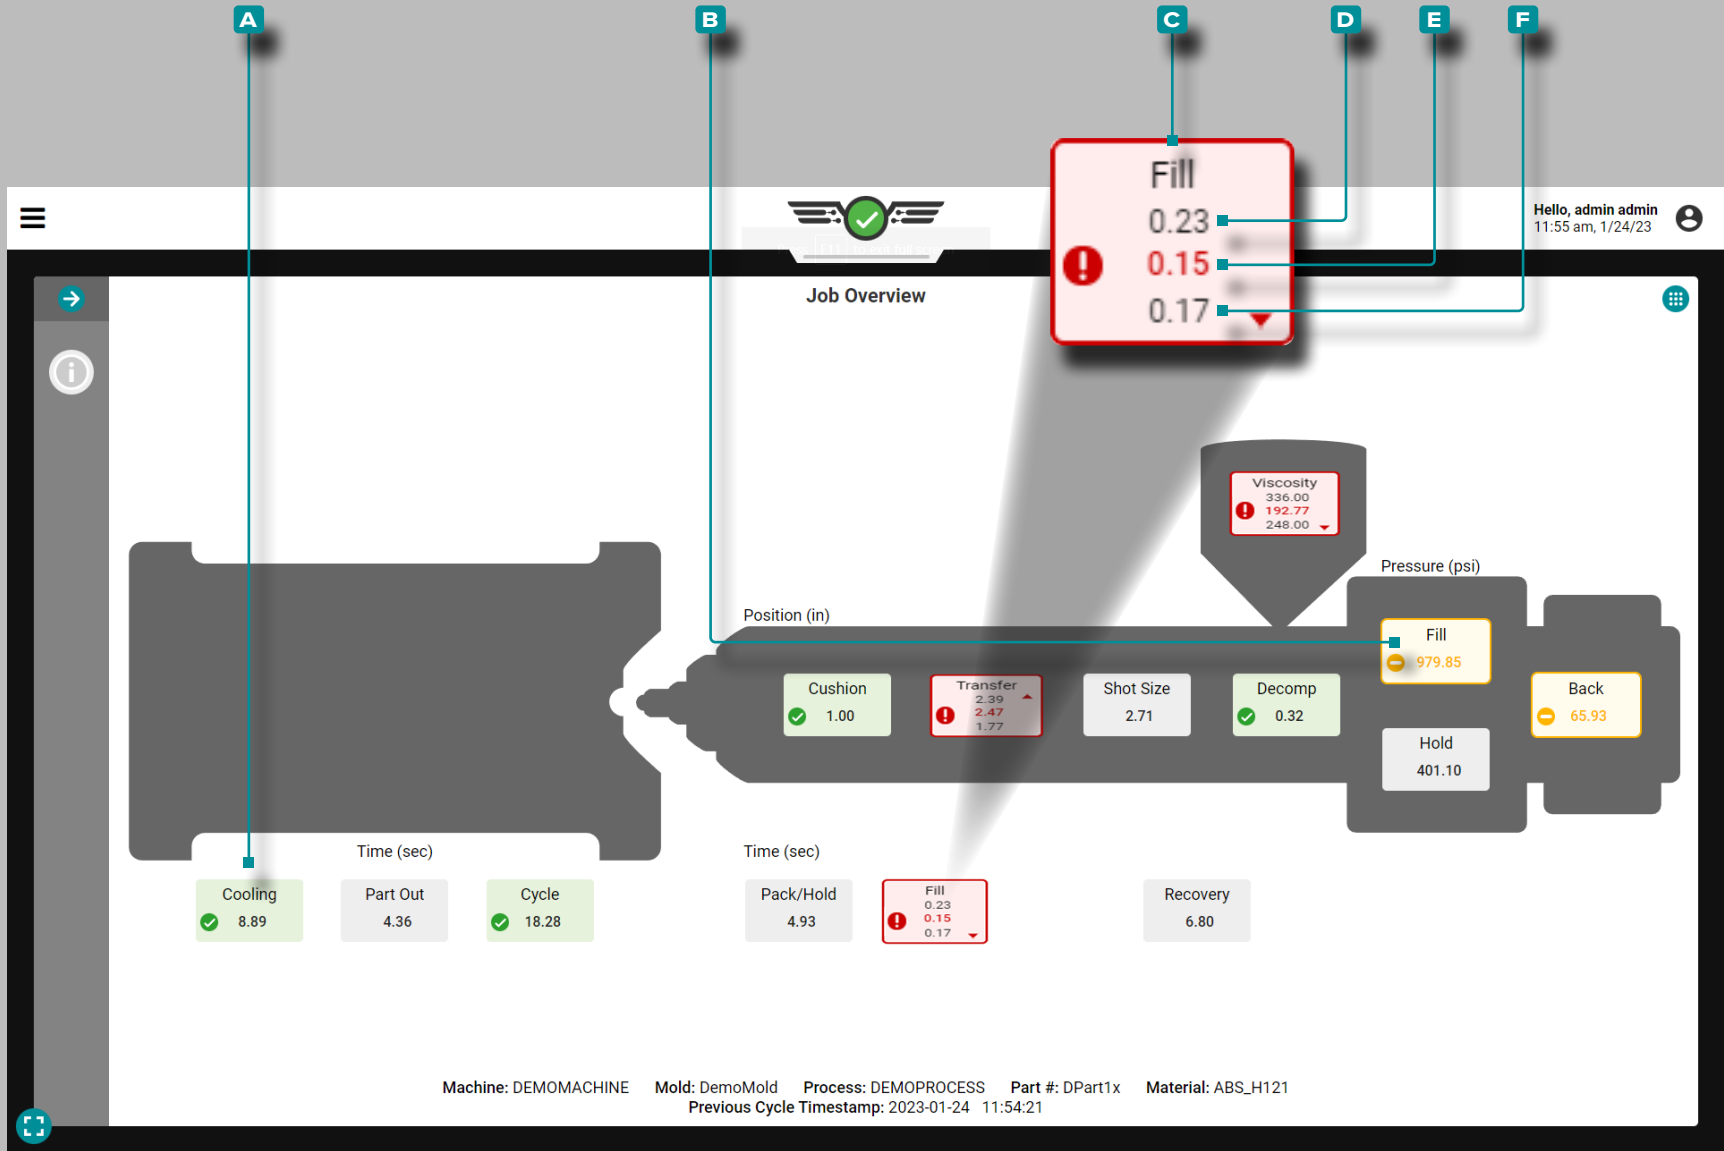 A
B
C
D
E
F
Fill
0.23
0.15
0.17
Hello, admin admin
11:55 am, 1/24/23
Job Overview
Viscosity
336.00
192.77
248.00
Pressure (psi)
Position (in)
Fill
979.85
Cushion
1.00
Transfer
2.39
2.47
1.77
Shot Size
2.71
Decomp
0.32
Back
65.93
Hold
401.10
Time (sec)
Time (sec)
Cooling
8.89
Part Out
4.36
Cycle
18.28
Pack/Hold
4.93
Fill
0.23
0.15
0.17
Recovery
6.80
Machine: DEMOMACHINE Mold: DemoMold Process: DEMOPROCESS Part #: DPart1x Material: ABS_H121
Previous Cycle Timestamp: 2023-01-24 11:54:21